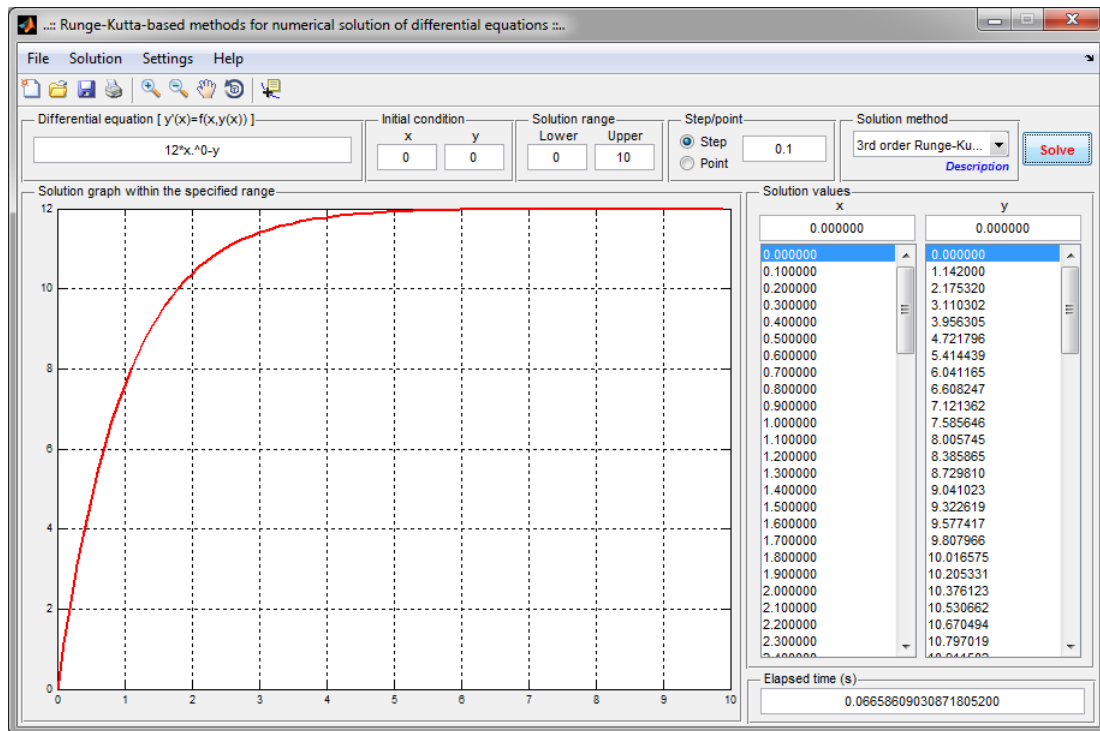 ..:: Runge-Kutta-based methods for numerical solution of differential equations ::..
File Solution Settings Help
Differential equation [ y'(x)=f(x,y(x)) ]
12*x.^0-y
Initial condition
x y
0 0
Solution range
Lower Upper
0 10
Step/point
Step
Point
0.1
Solution method
3rd order Runge-Ku...
Description
Solve
Solution graph within the specified range
12
10
8
6
4
2
0
0 1 2 3 4 5 6 7 8 9 10
Solution values
x y
0.000000 0.000000
0.000000 0.000000
0.100000 1.142000
0.200000 2.175320
0.300000 3.110302
0.400000 3.956305
0.500000 4.721796
0.600000 5.414439
0.700000 6.041165
0.800000 6.608247
0.900000 7.121362
1.000000 7.585646
1.100000 8.005745
1.200000 8.385865
1.300000 8.729810
1.400000 9.041023
1.500000 9.322619
1.600000 9.577417
1.700000 9.807966
1.800000 10.016575
1.900000 10.205331
2.000000 10.376123
2.100000 10.530662
2.200000 10.670494
2.300000 10.797019
Elapsed time (s)
0.06658609030871805200